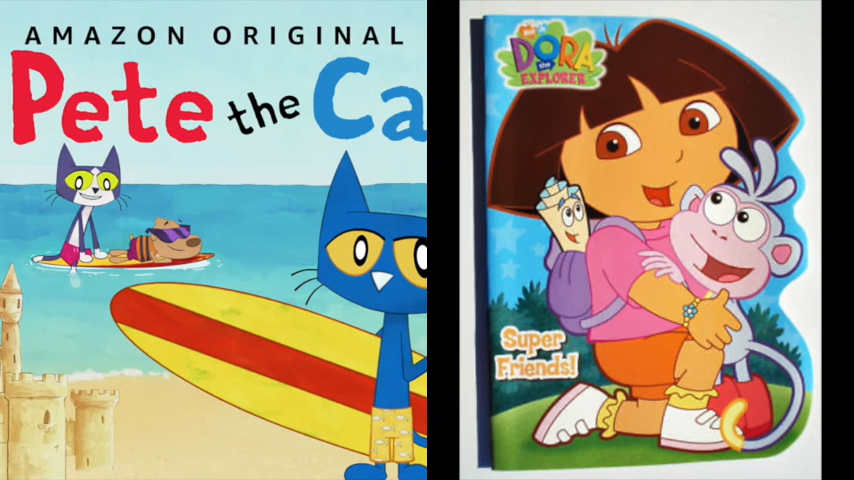 AMAZON ORIGINAL
Pete the Ca
DORA
the
EXPLORER
Super
Friends!